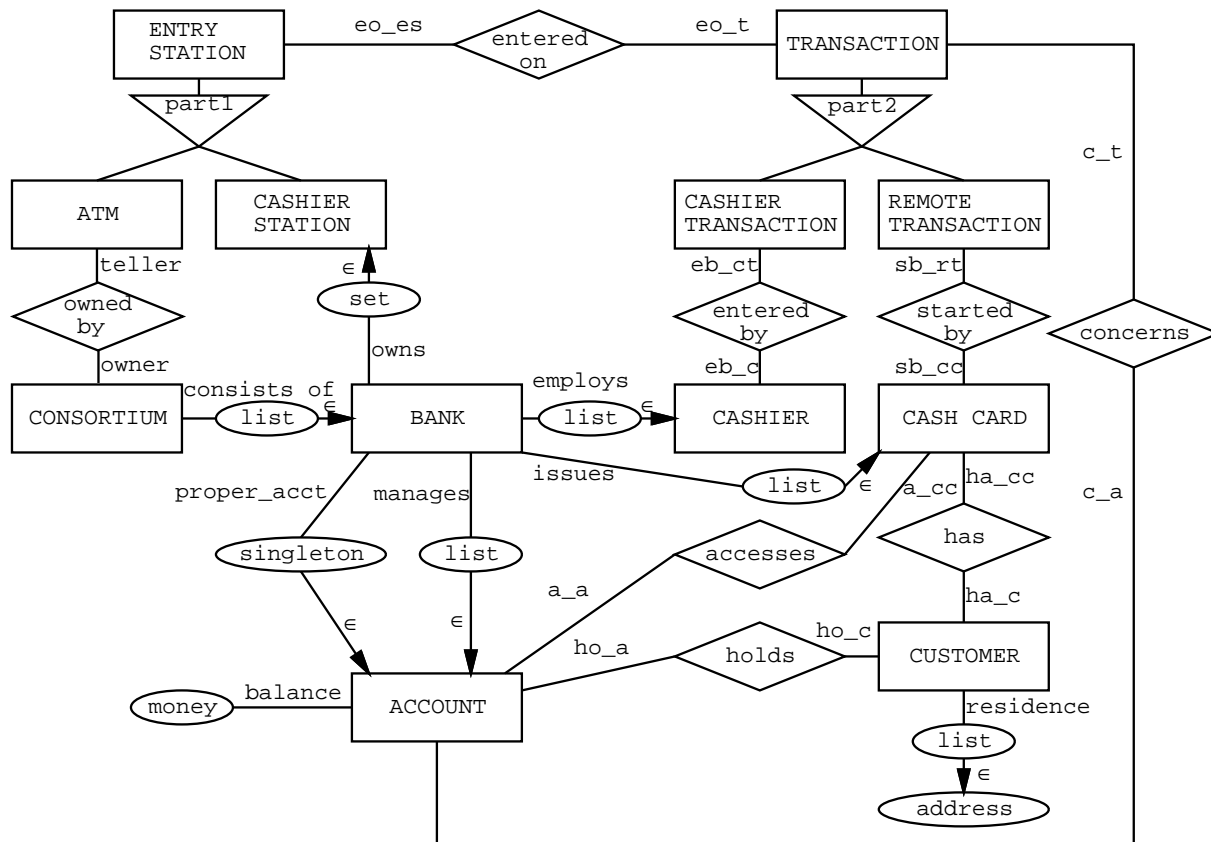 eo_es
eo_t
ENTRY
STATION
entered
on
TRANSACTION
part1
part2
c_t
ATM
CASHIER
STATION
CASHIER
TRANSACTION
REMOTE
TRANSACTION
teller
∈
eb_ct
sb_rt
owned
by
set
entered
by
started
by
concerns
owner
owns
eb_c
sb_cc
consists of
employs
CONSORTIUM
list
∈
BANK
list
∈
CASHIER
CASH CARD
proper_acct
manages
issues
list
∈
a_cc
ha_cc
c_a
singleton
list
accesses
has
a_a
ha_c
∈
∈
ho_a
ho_c
holds
CUSTOMER
money
balance
ACCOUNT
residence
list
∈
address